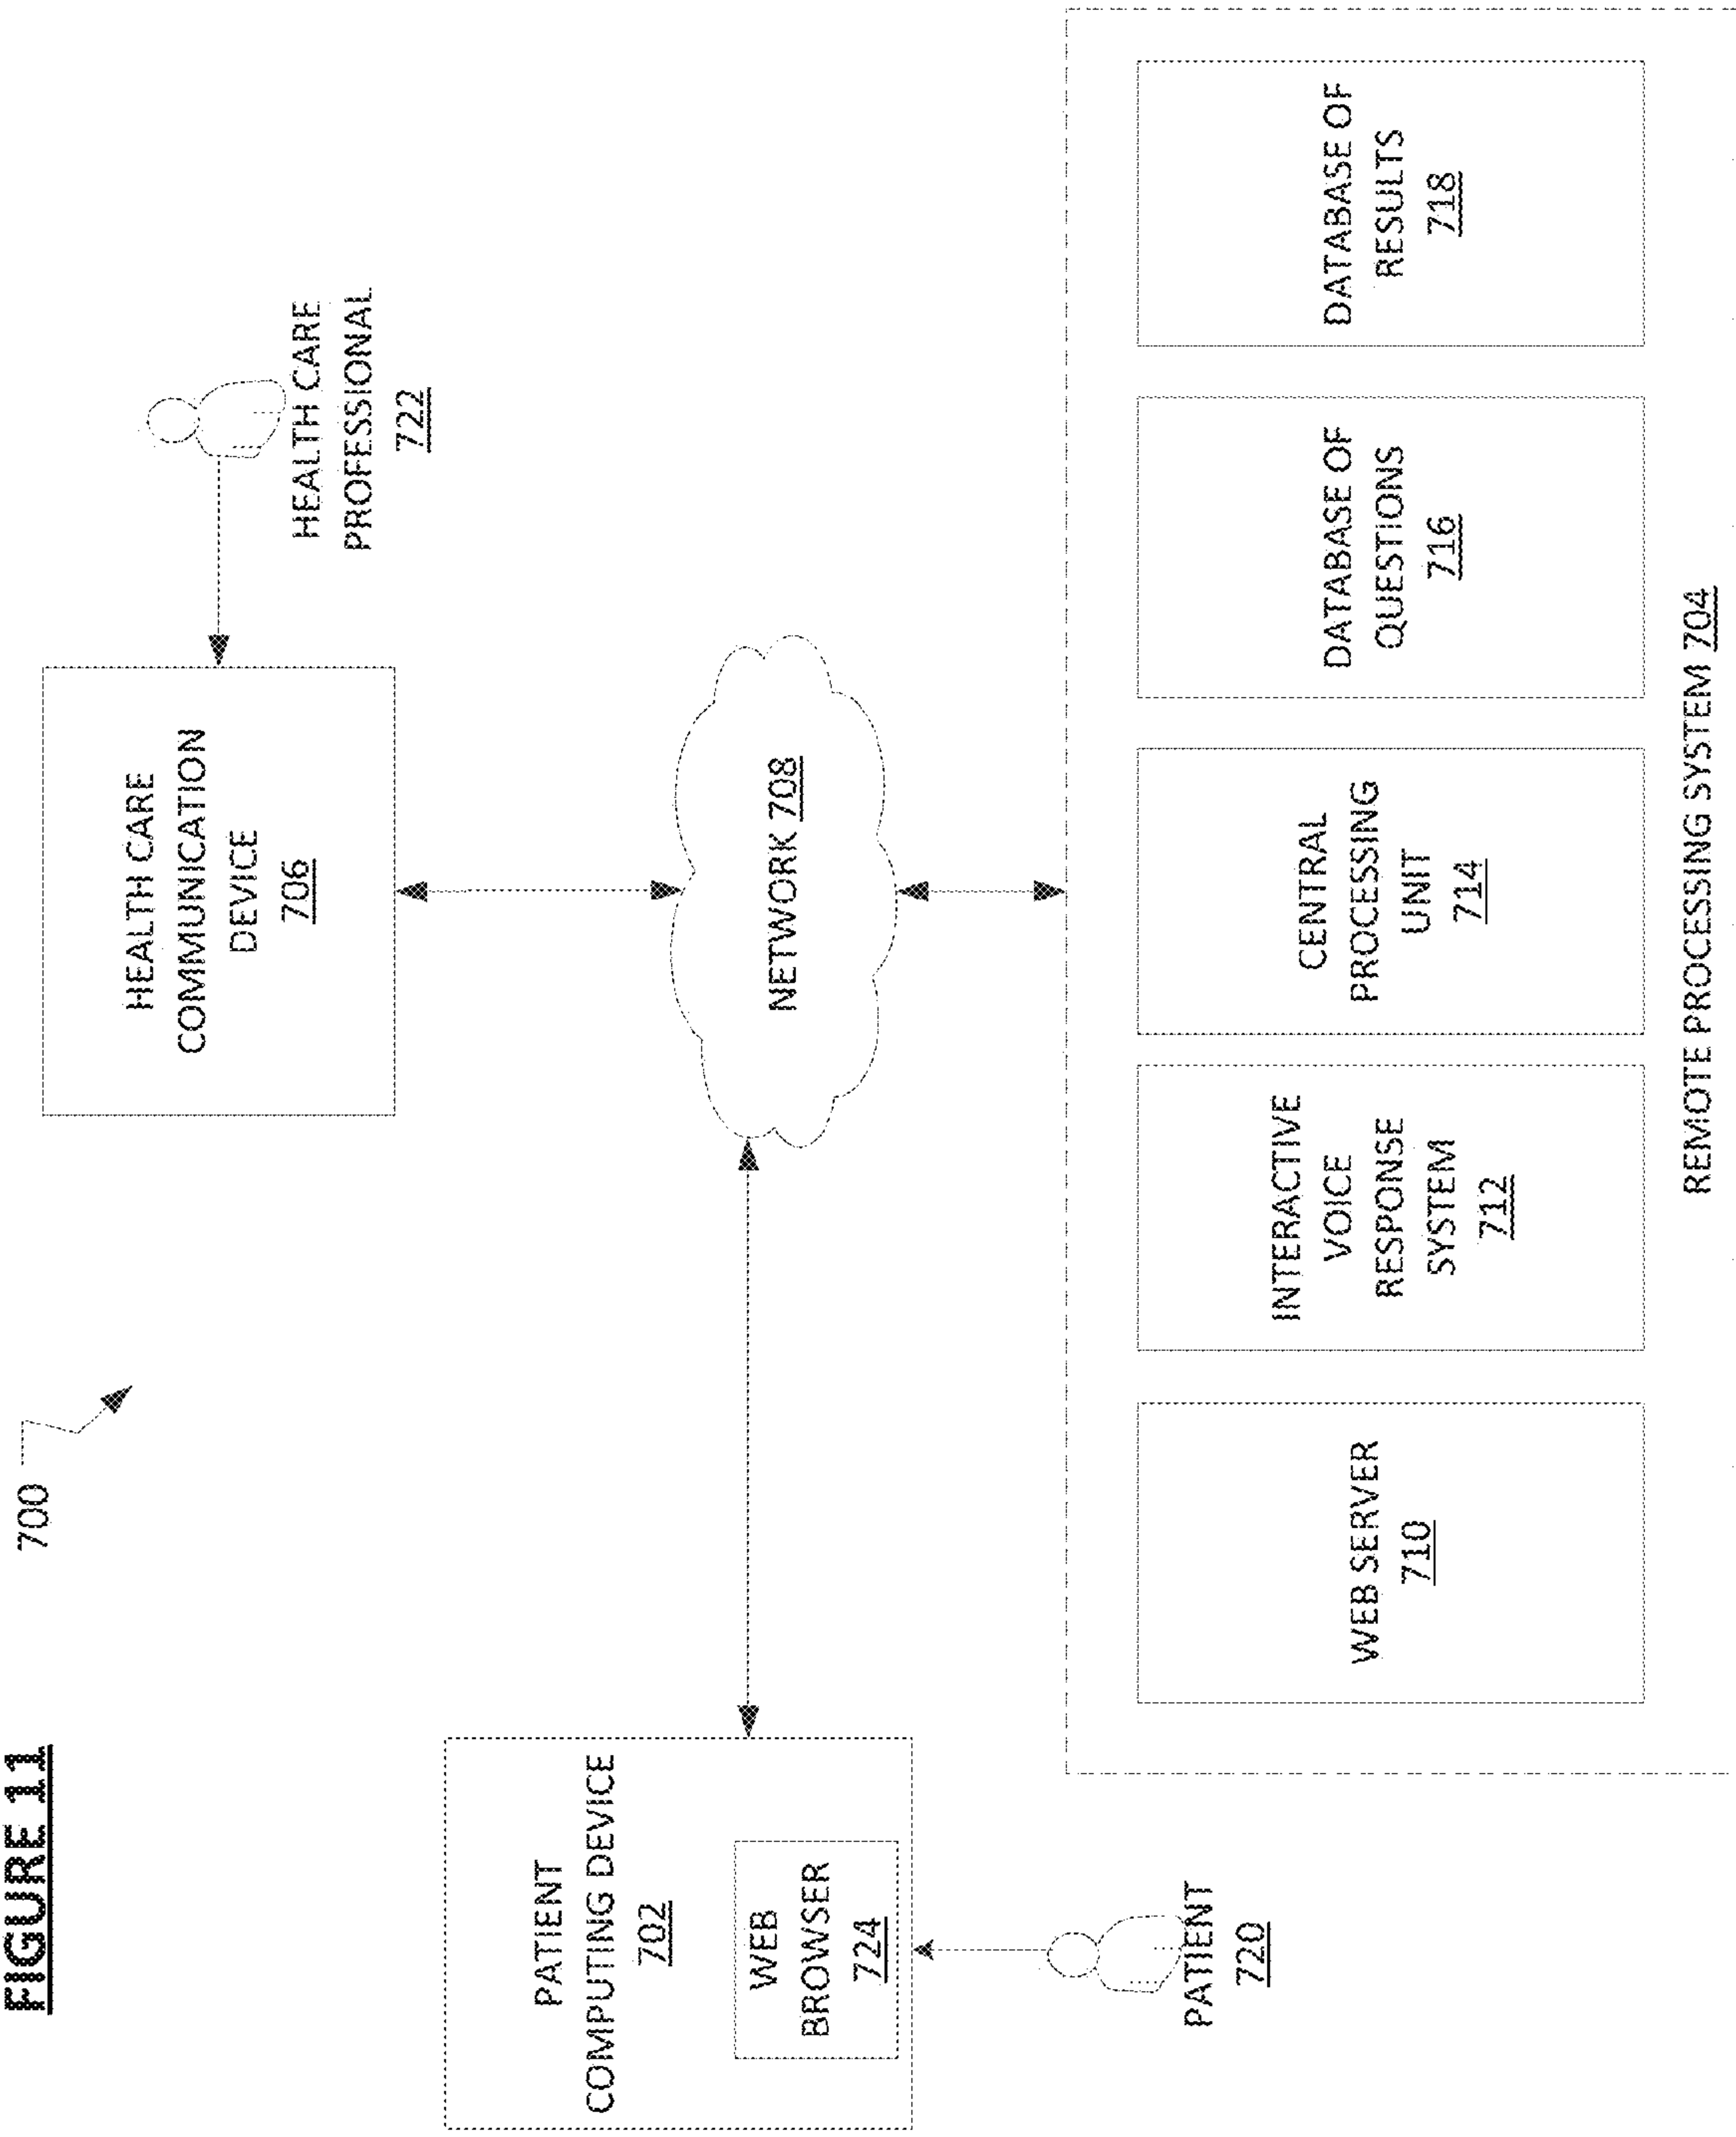 FIGURE 11
700
HEALTH CARE
COMMUNICATION
DEVICE
706
HEALTH CARE
PROFESSIONAL
722
PATIENT
COMPUTING DEVICE
702
WEB
BROWSER
724
NETWORK 708
PATIENT
720
WEB SERVER
710
INTERACTIVE
VOICE
RESPONSE
SYSTEM
712
CENTRAL
PROCESSING
UNIT
714
DATABASE OF
QUESTIONS
716
DATABASE OF
RESULTS
718
REMOTE PROCESSING SYSTEM 704